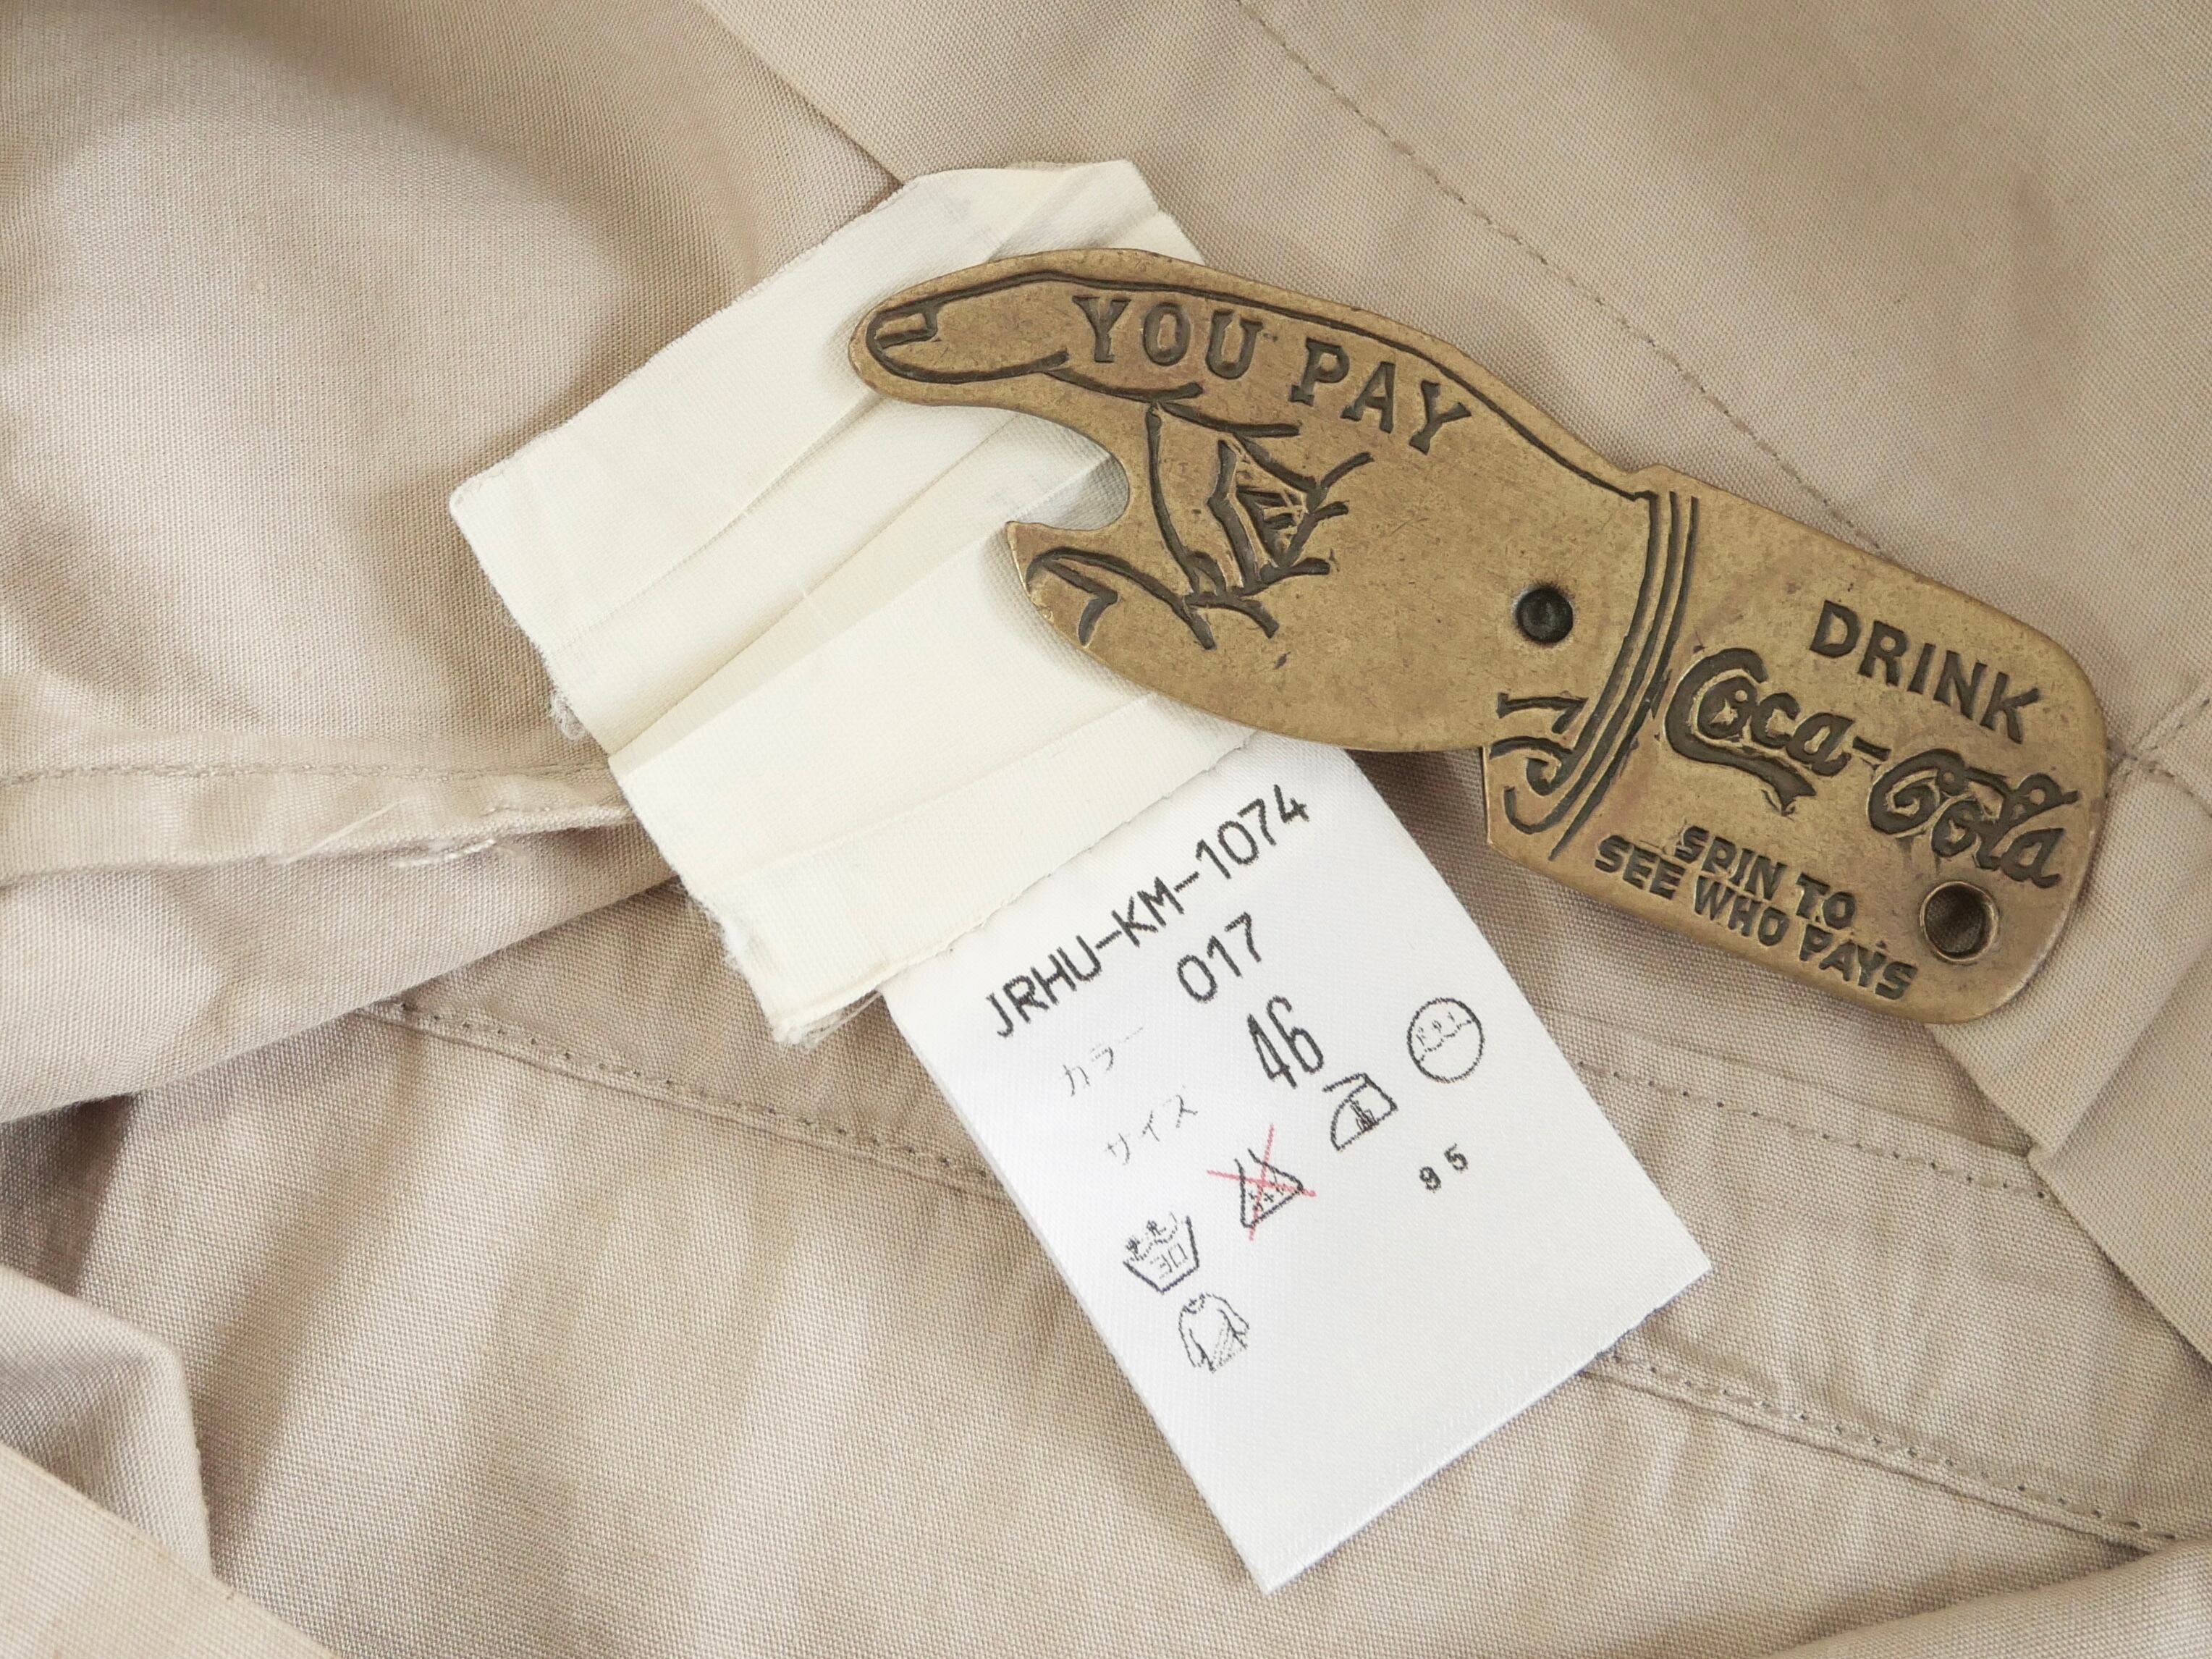 YOU PAY
DRINK
Coca-Cola
SPIN TO
SEE WHO PAYS
JRHU-KM-1074
カラー 017
サイズ 46
30
95